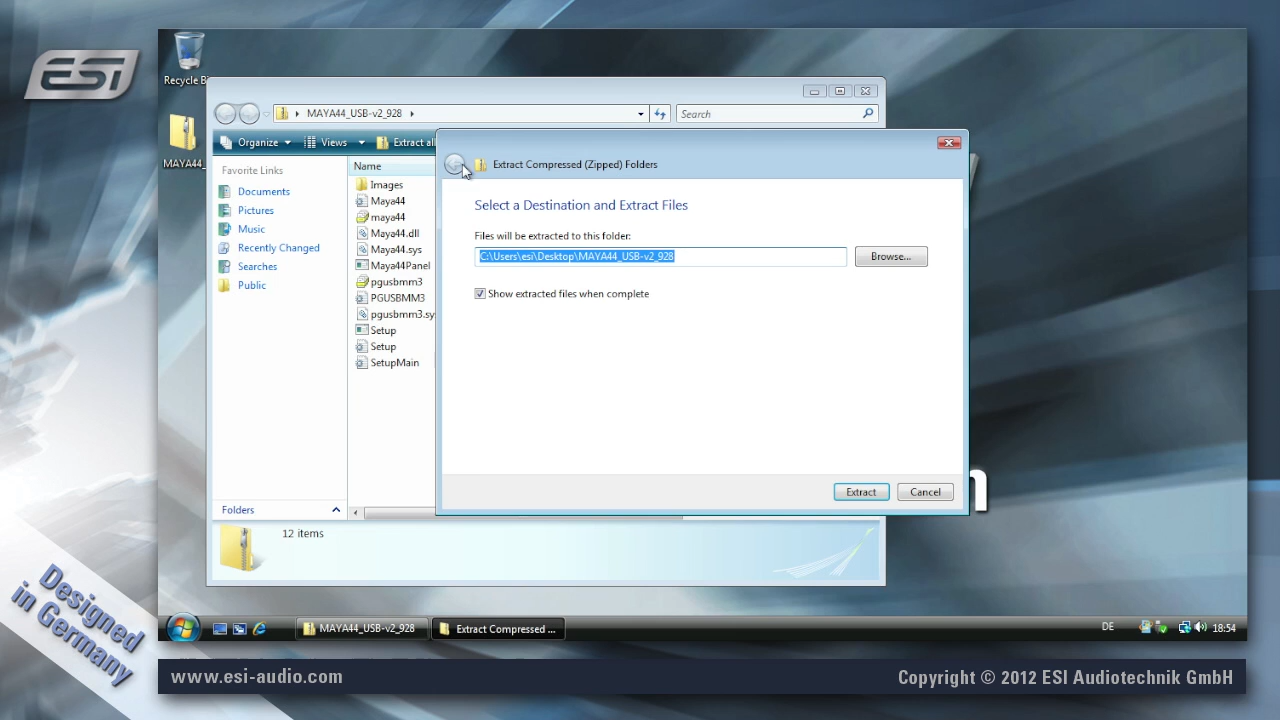 ESI
Recycle Bi
MAYA44_
MAYA44_USB-v2_928
Search
Organize
Views
Extract all
Favorite Links
Documents
Pictures
Music
Recently Changed
Searches
Public
Folders
Name
Images
Maya44
maya44
Maya44.dll
Maya44.sys
Maya44Panel
pgusbmm3
PGUSBMM3
pgusbmm3.sy
Setup
Setup
SetupMain
12 items
Extract Compressed (Zipped) Folders
Select a Destination and Extract Files
Files will be extracted to this folder:
C:\Users\esi\Desktop\MAYA44_USB-v2_928
Browse...
Show extracted files when complete
Extract
Cancel
MAYA44_USB-v2_928
Extract Compressed ...
DE
18:54
Designed
in Germany
www.esi-audio.com
Copyright © 2012 ESI Audiotechnik GmbH